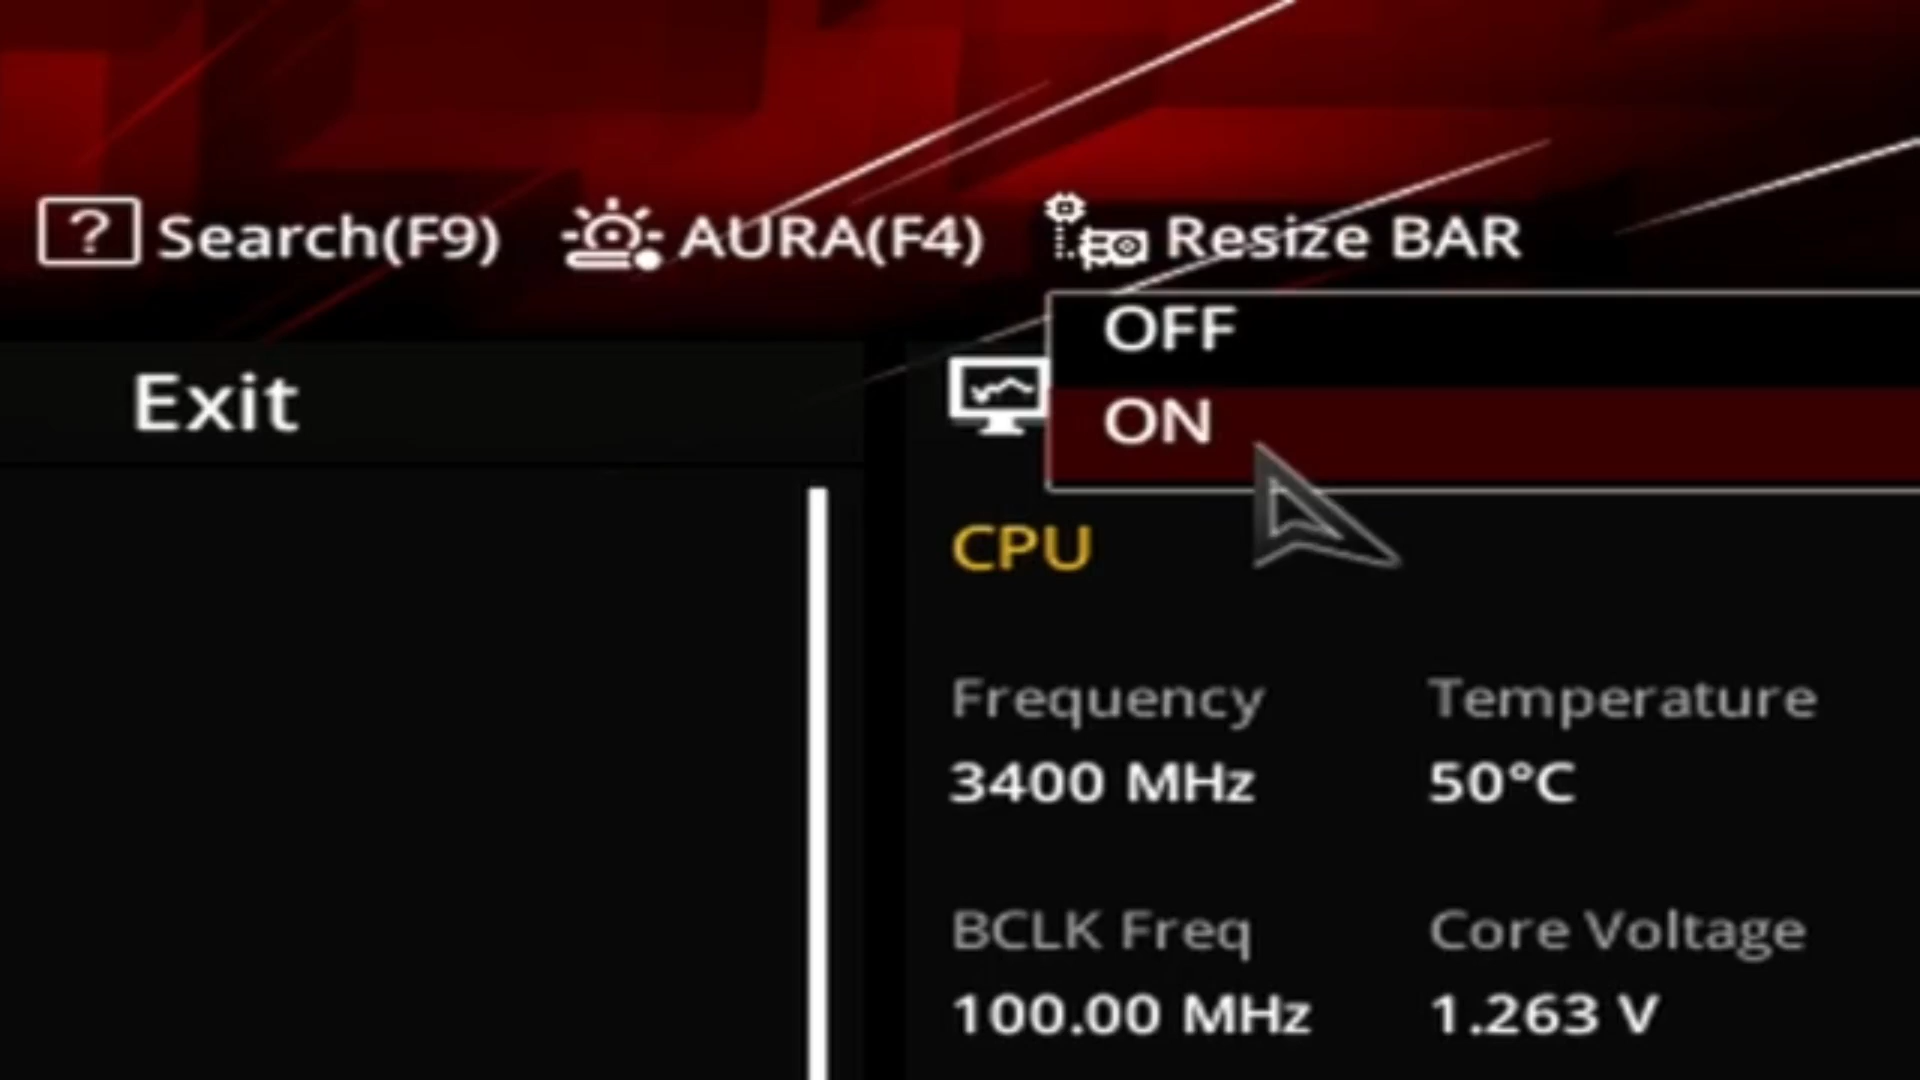 ? Search(F9) AURA(F4) Resize BAR
OFF
ON
Exit
CPU
Frequency Temperature
3400 MHz 50°C
BCLK Freq Core Voltage
100.00 MHz 1.263 V